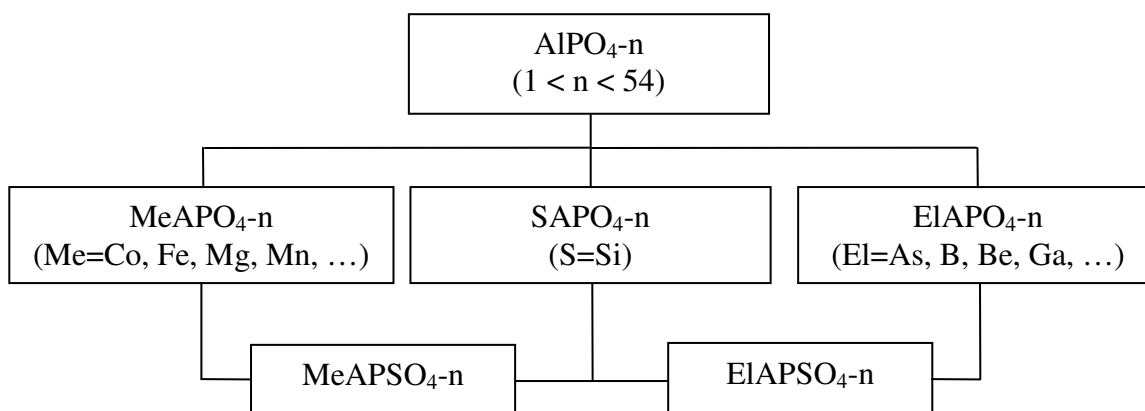 AlPO₄-n
(1 < n < 54)
MeAPO₄-n
(Me=Co, Fe, Mg, Mn, …)
SAPO₄-n
(S=Si)
ElAPO₄-n
(El=As, B, Be, Ga, …)
MeAPSO₄-n
ElAPSO₄-n